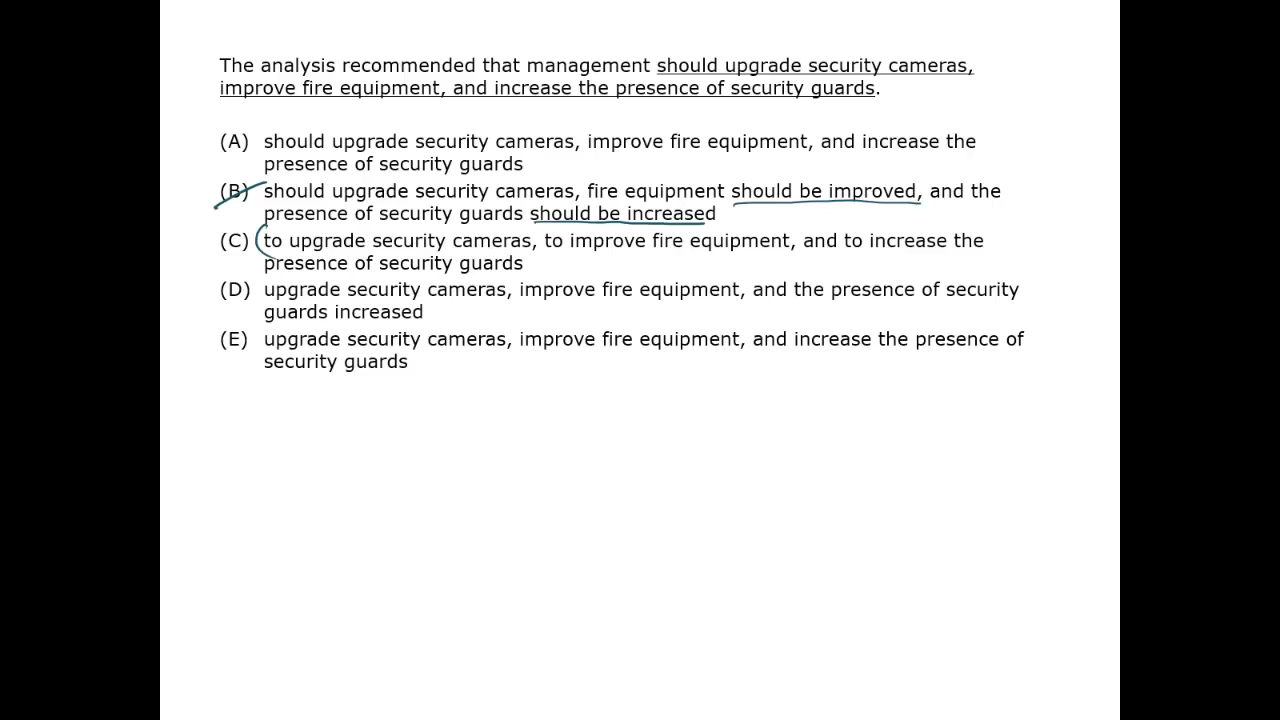 The analysis recommended that management should upgrade security cameras,
improve fire equipment, and increase the presence of security guards.
(A) should upgrade security cameras, improve fire equipment, and increase the
presence of security guards
(B) should upgrade security cameras, fire equipment should be improved, and the
presence of security guards should be increased
(C) to upgrade security cameras, to improve fire equipment, and to increase the
presence of security guards
(D) upgrade security cameras, improve fire equipment, and the presence of security
guards increased
(E) upgrade security cameras, improve fire equipment, and increase the presence of
security guards